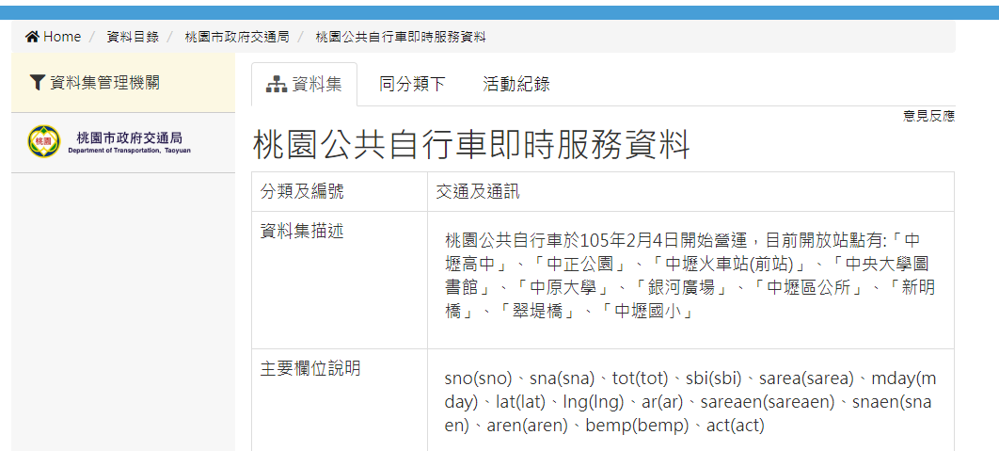 Home / 資料目錄 / 桃園市政府交通局 / 桃園公共自行車即時服務資料
資料集管理機關
桃園
桃園市政府交通局
Department of Transportation, Taoyuan
資料集 同分類下 活動紀錄
意見反應
桃園公共自行車即時服務資料
分類及編號 交通及通訊
資料集描述
桃園公共自行車於105年2月4日開始營運，目前開放站點有:「中
壢高中」、「中正公園」、「中壢火車站(前站)」、「中央大學圖
書館」、「中原大學」、「銀河廣場」、「中壢區公所」、「新明
橋」、「翠堤橋」、「中壢國小」
主要欄位說明
sno(sno)、sna(sna)、tot(tot)、sbi(sbi)、sarea(sarea)、mday(m
day)、lat(lat)、lng(lng)、ar(ar)、sareaen(sareaen)、snaen(sna
en)、aren(aren)、bemp(bemp)、act(act)